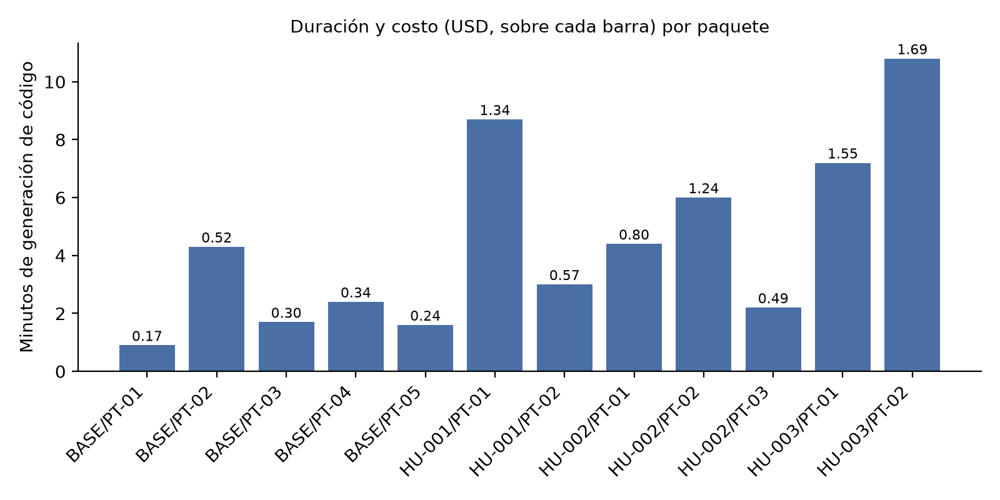 Duración y costo (USD, sobre cada barra) por paquete
Minutos de generación de código
10
8
6
4
2
0
0.17
0.52
0.30
0.34
0.24
1.34
0.57
0.80
1.24
0.49
1.55
1.69
BASE/PT-01
BASE/PT-02
BASE/PT-03
BASE/PT-04
BASE/PT-05
HU-001/PT-01
HU-001/PT-02
HU-002/PT-01
HU-002/PT-02
HU-002/PT-03
HU-003/PT-01
HU-003/PT-02